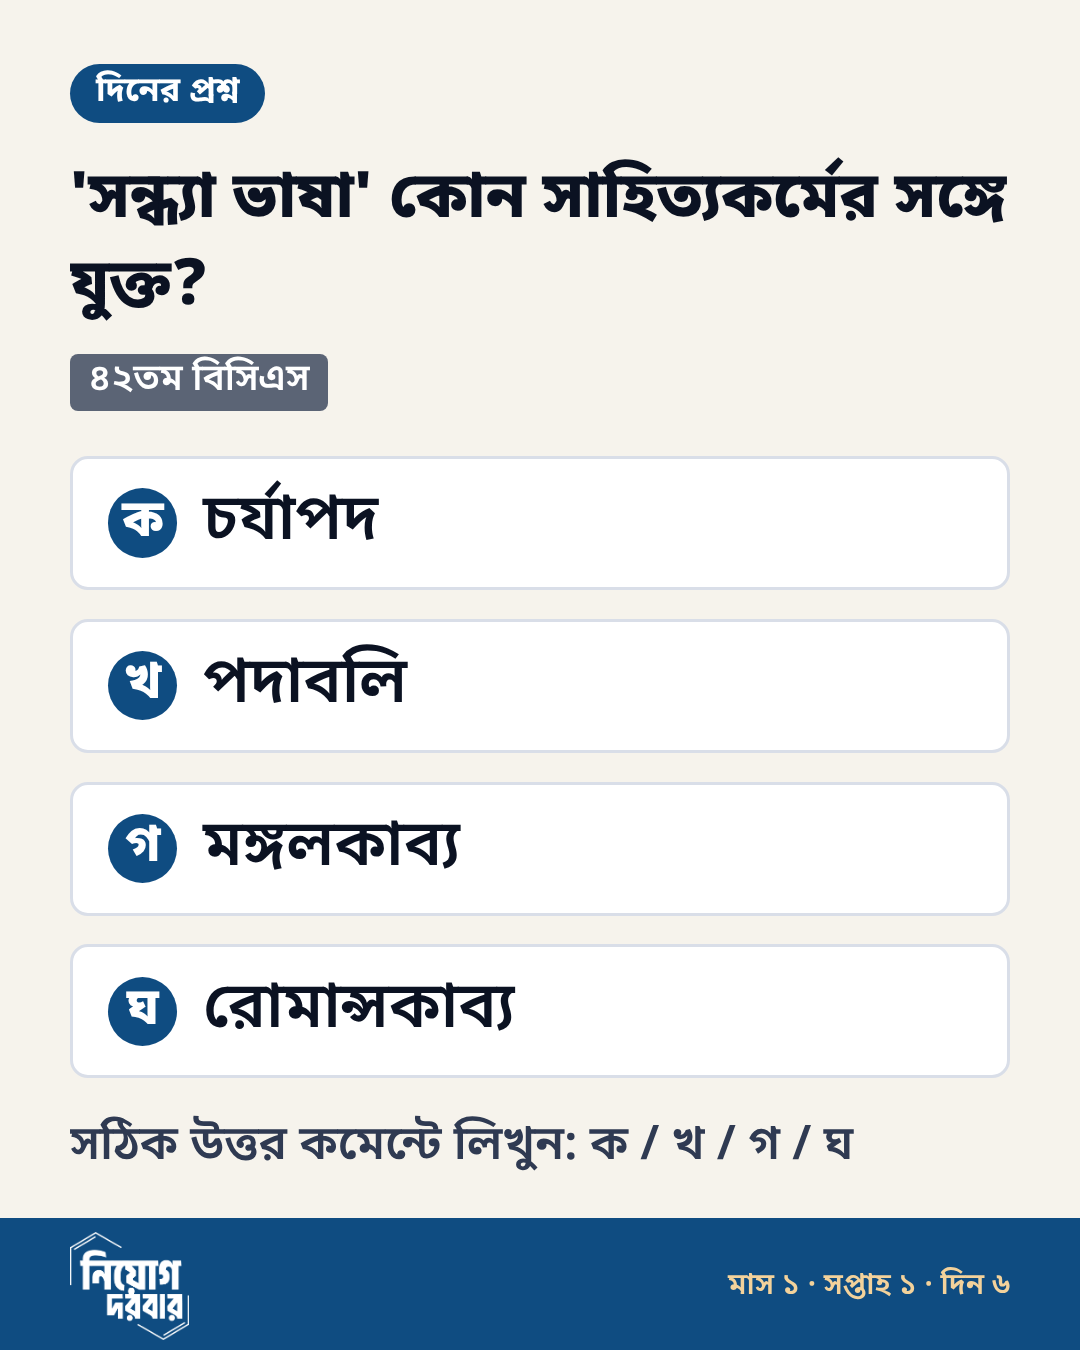 দিনের প্রশ্ন
'সন্ধ্যা ভাষা' কোন সাহিত্যকর্মের সঙ্গে
যুক্ত?
৪২তম বিসিএস
ক চর্যাপদ
খ পদাবলি
গ মঙ্গলকাব্য
ঘ রোমান্সকাব্য
সঠিক উত্তর কমেন্টে লিখুন: ক / খ / গ / ঘ
নিয়োগ
দরবার
মাস ১ · সপ্তাহ ১ · দিন ৬